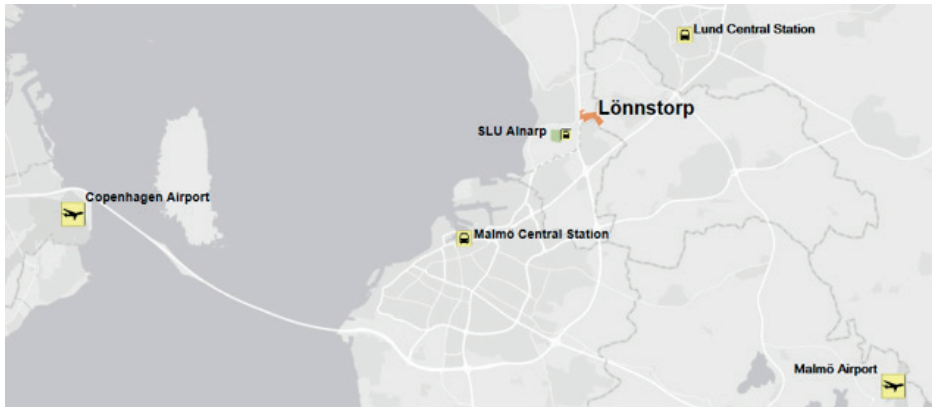 Lund Central Station
Lönnstorp
SLU Alnarp
Copenhagen Airport
Malmö Central Station
Malmö Airport